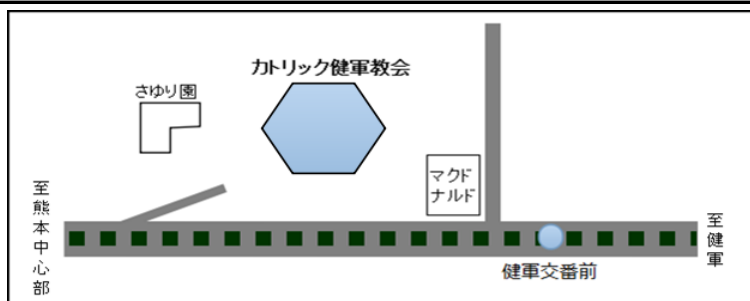 カトリック健軍教会
さゆり園
マクド
ナルド
至熊本中心部
至健軍
健軍交番前